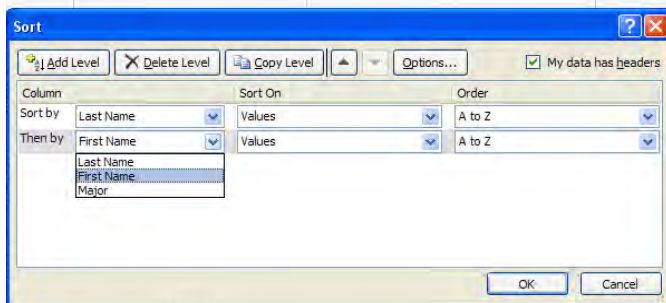 Sort
Add Level Delete Level Copy Level Options... My data has headers
Column Sort On Order
Sort by Last Name Values A to Z
Then by First Name Values A to Z
Last Name
First Name
Major
OK Cancel